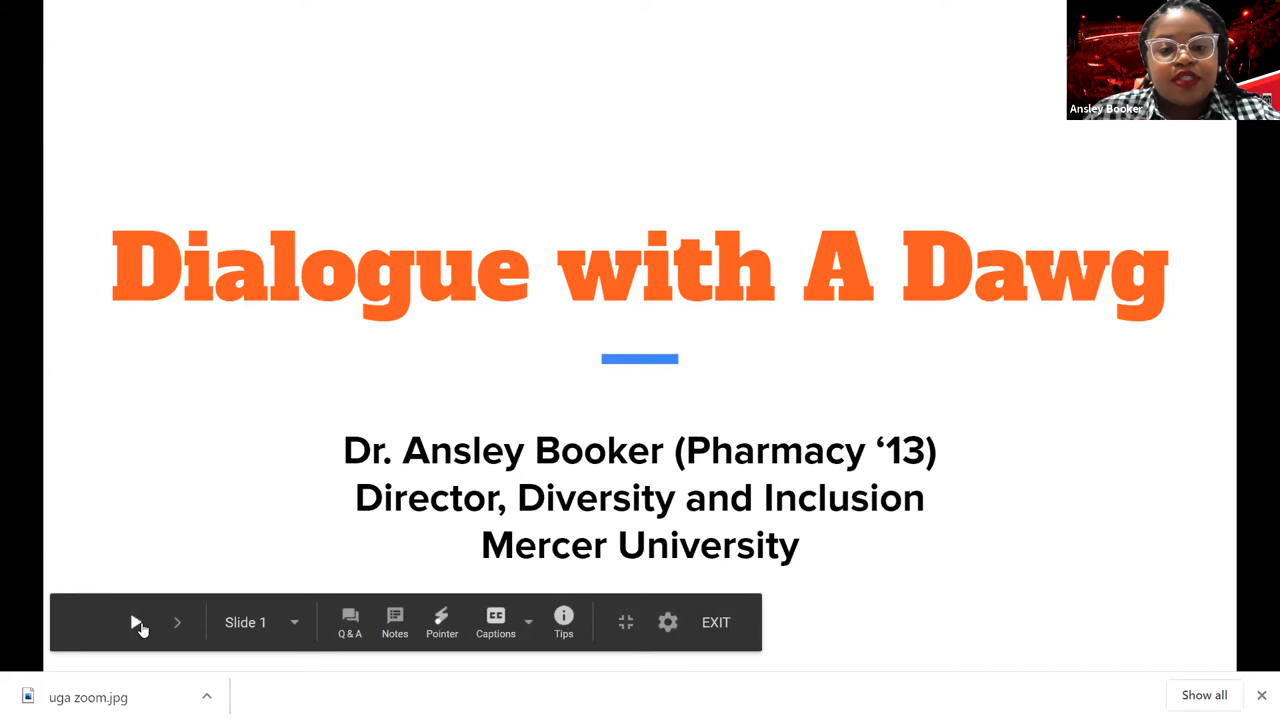 Ansley Booker
Dialogue with A Dawg
Dr. Ansley Booker (Pharmacy ‘13)
Director, Diversity and Inclusion
Mercer University
Slide 1
Q & A
Notes
Pointer
CC
Captions
Tips
EXIT
uga zoom.jpg
Show all